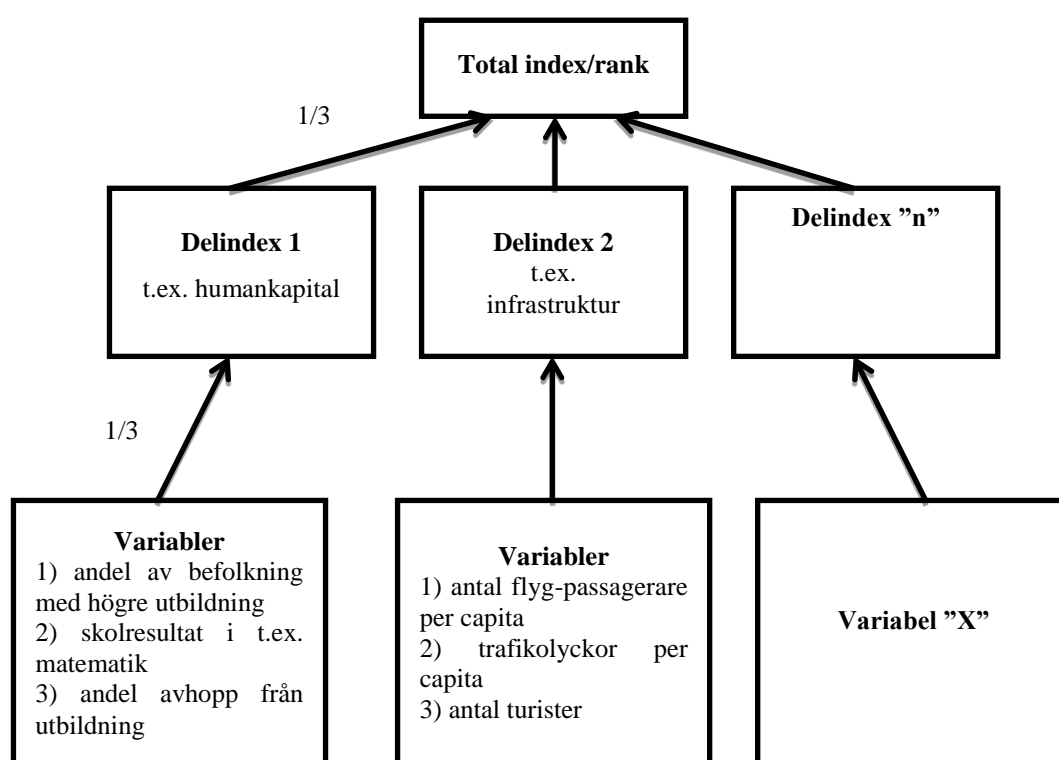 Total index/rank
1/3
Delindex 1
t.ex. humankapital
Delindex 2
t.ex.
infrastruktur
Delindex ”n”
1/3
Variabler
1) andel av befolkning
med högre utbildning
2) skolresultat i t.ex.
matematik
3) andel avhopp från
utbildning
Variabler
1) antal flyg-passagerare
per capita
2) trafikolyckor per
capita
3) antal turister
Variabel ”X”